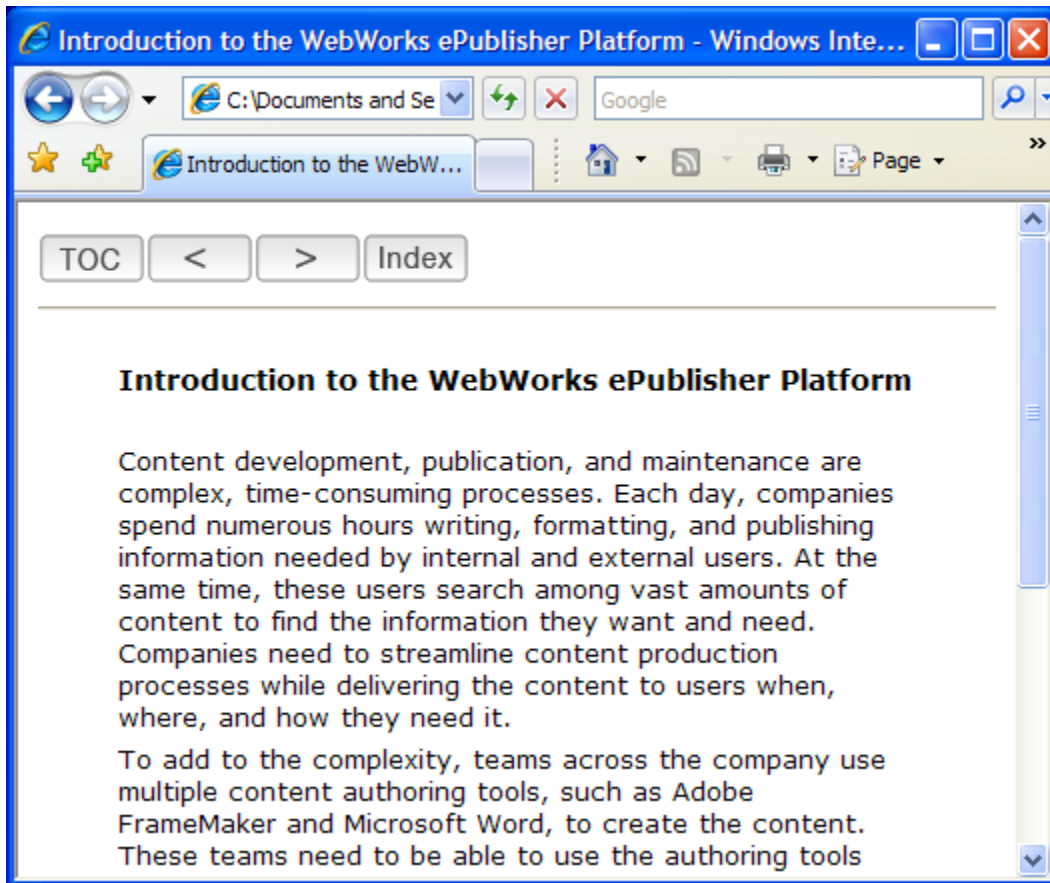 Introduction to the WebWorks ePublisher Platform - Windows Inte...
C:\Documents and Se
Google
Introduction to the WebW...
Page
»
TOC < > Index
Introduction to the WebWorks ePublisher Platform
Content development, publication, and maintenance are
complex, time-consuming processes. Each day, companies
spend numerous hours writing, formatting, and publishing
information needed by internal and external users. At the
same time, these users search among vast amounts of
content to find the information they want and need.
Companies need to streamline content production
processes while delivering the content to users when,
where, and how they need it.
To add to the complexity, teams across the company use
multiple content authoring tools, such as Adobe
FrameMaker and Microsoft Word, to create the content.
These teams need to be able to use the authoring tools